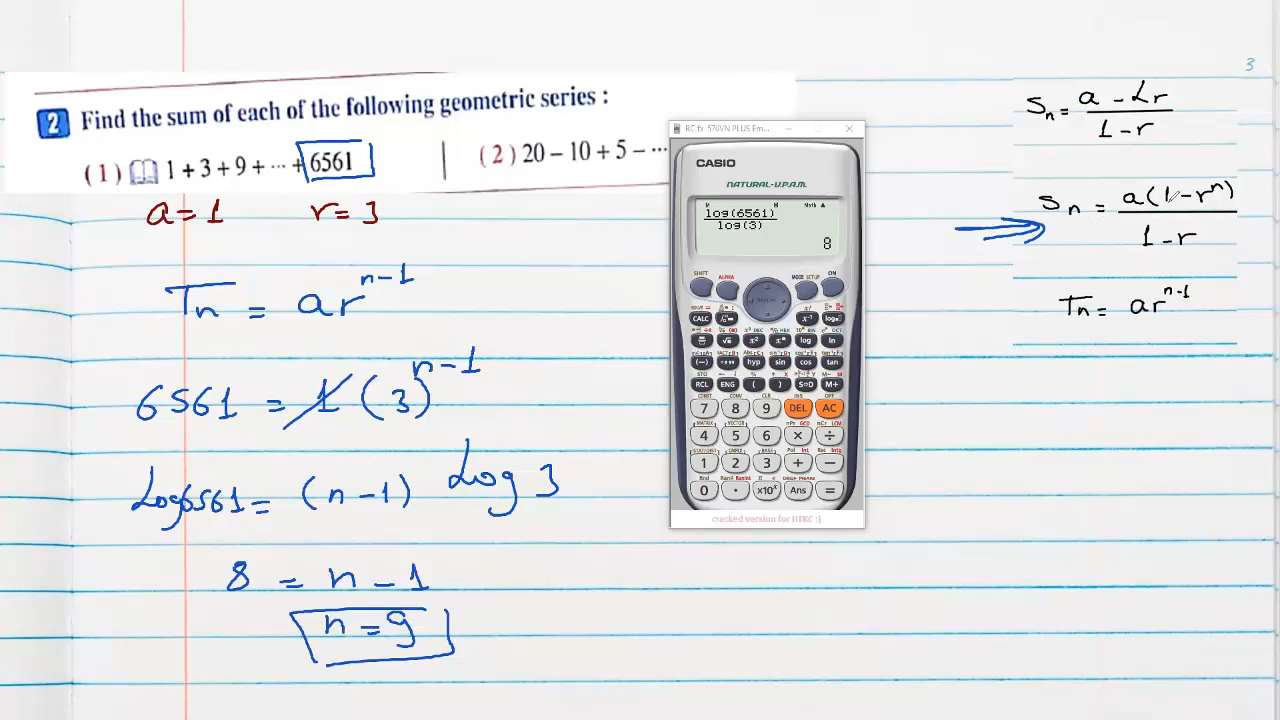 3
2 Find the sum of each of the following geometric series :
(1) 1 + 3 + 9 + ... + 6561
(2) 20 – 10 + 5 – ...
a = 1 r = 3
Tn = ar^n-1
6561 = 1 (3)^n-1
Log6561 = (n - 1) Log 3
8 = n - 1
n = 9
Sn = a - Lr / 1 - r
Sn = a(1 - r^n) / 1 - r
Tn = ar^n-1
RC fx 570VN PLUS Em...
CASIO
NATURAL-V.P.A.M.
M Math ▲
log(6561)
log(3)
8
SHIFT ALPHA MODE SETUP ON
REPLAY
CALC x⁻¹ log
√ x² log ln
(−) hyp sin cos tan
RCL ENG ( ) S⇔D M+
7 8 9 DEL AC
4 5 6 × ÷
1 2 3 + −
0 . ×10ˣ Ans =
cracked version for HTKC :)